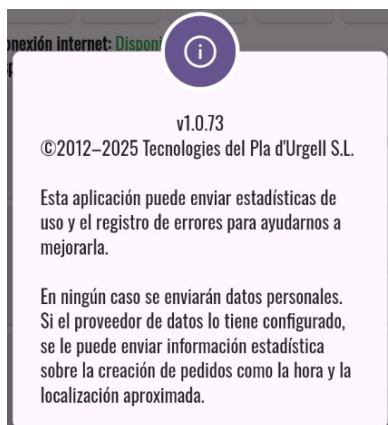 onexión internet: Disponi
v1.0.73
©2012–2025 Tecnologies del Pla d'Urgell S.L.
Esta aplicación puede enviar estadísticas de
uso y el registro de errores para ayudarnos a
mejorarla.
En ningún caso se enviarán datos personales.
Si el proveedor de datos lo tiene configurado,
se le puede enviar información estadística
sobre la creación de pedidos como la hora y la
localización aproximada.